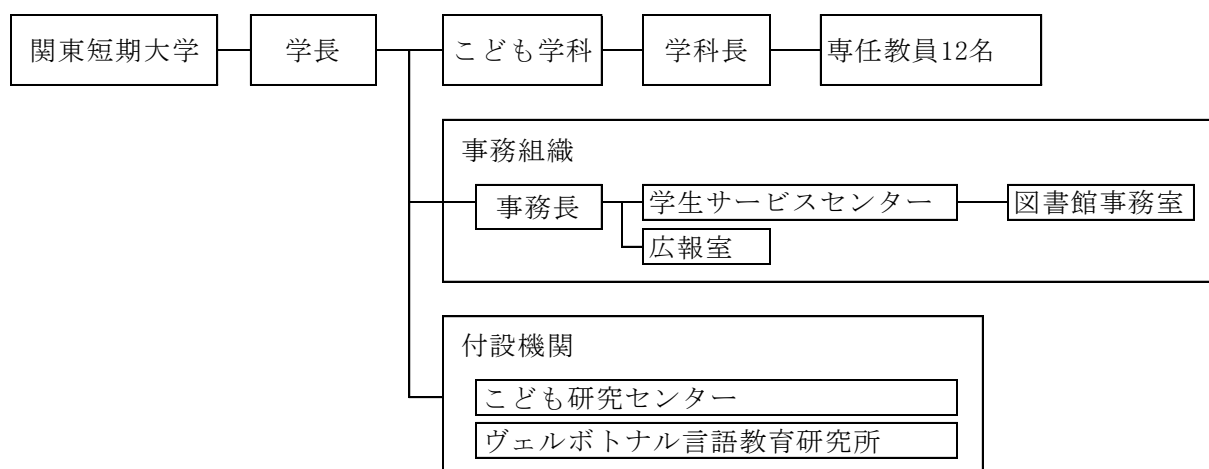 関東短期大学
学長
こども学科
学科長
専任教員12名
事務組織
事務長
学生サービスセンター
図書館事務室
広報室
付設機関
こども研究センター
ヴェルボトナル言語教育研究所